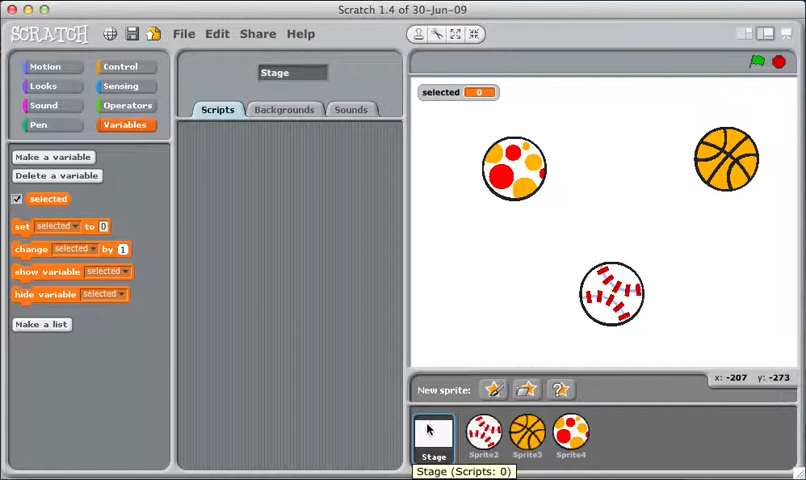 Scratch 1.4 of 30-Jun-09
SCRATCH File Edit Share Help
Motion Control
Looks Sensing
Sound Operators
Pen Variables
Make a variable
Delete a variable
selected
set selected to 0
change selected by 1
show variable selected
hide variable selected
Make a list
Stage
Scripts Backgrounds Sounds
selected 0
x: -207 y: -273
New sprite:
Stage Sprite2 Sprite3 Sprite4
Stage (Scripts: 0)